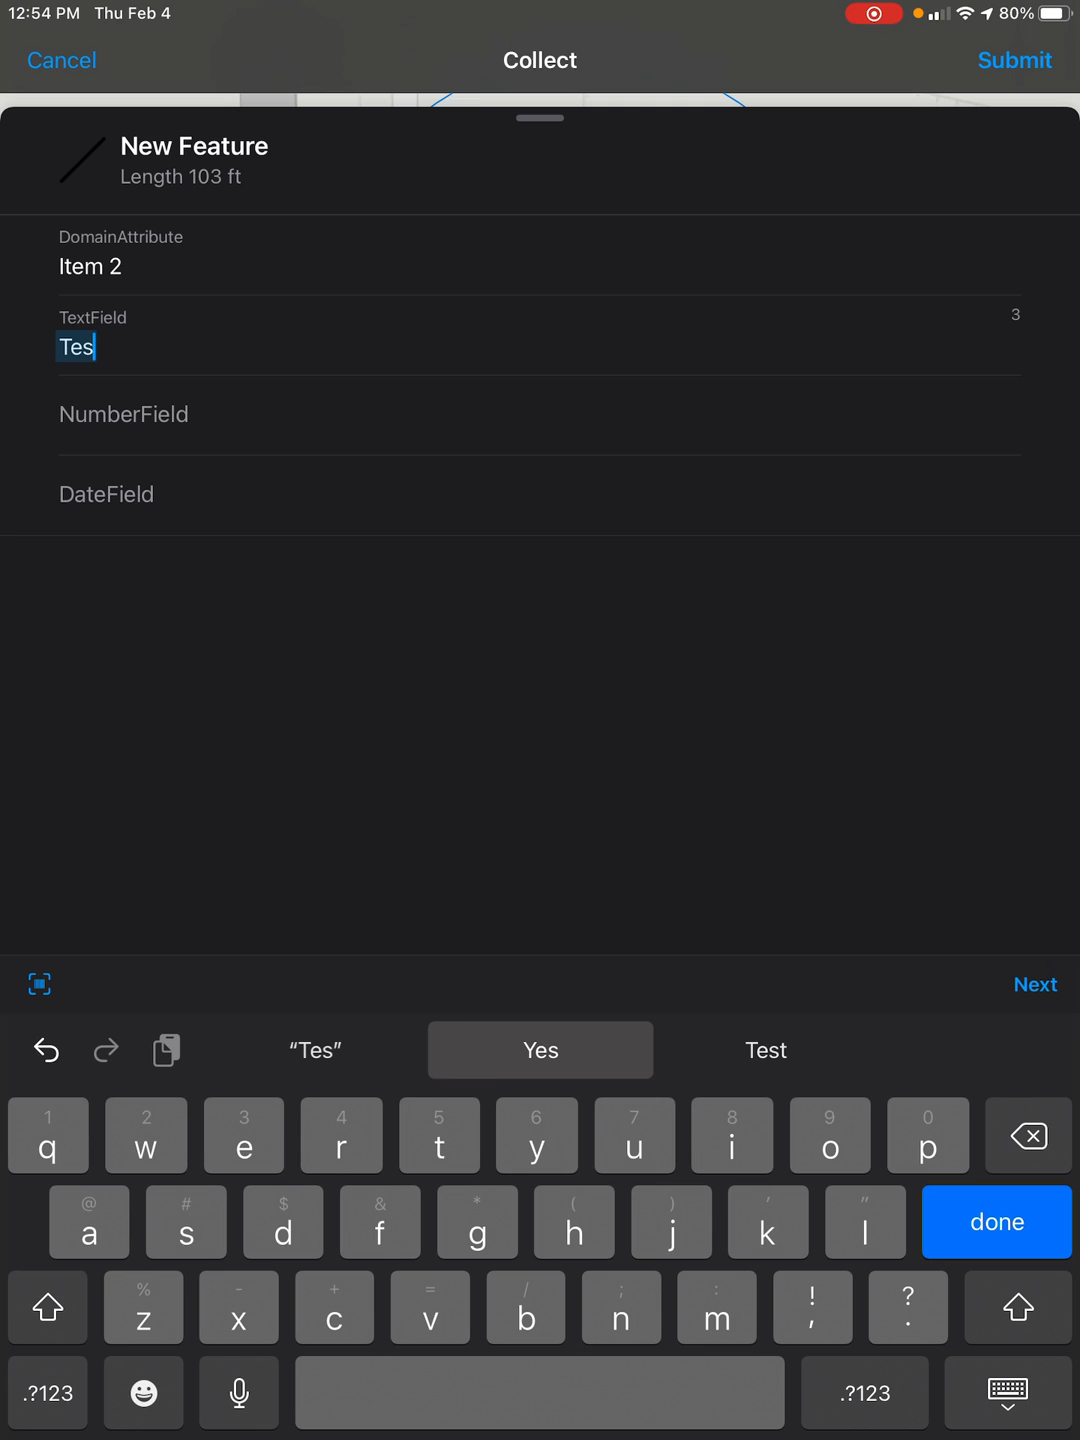 12:54 PM Thu Feb 4 80%
Cancel Collect Submit
New Feature
Length 103 ft
DomainAttribute
Item 2
TextField 3
Tes
NumberField
DateField
Next
“Tes” Yes Test
1 2 3 4 5 6 7 8 9 0
q w e r t y u i o p
@ # $ & * ( ) ' "
a s d f g h j k l done
% - + = / ; : ! ?
z x c v b n m , .
.?123 .?123